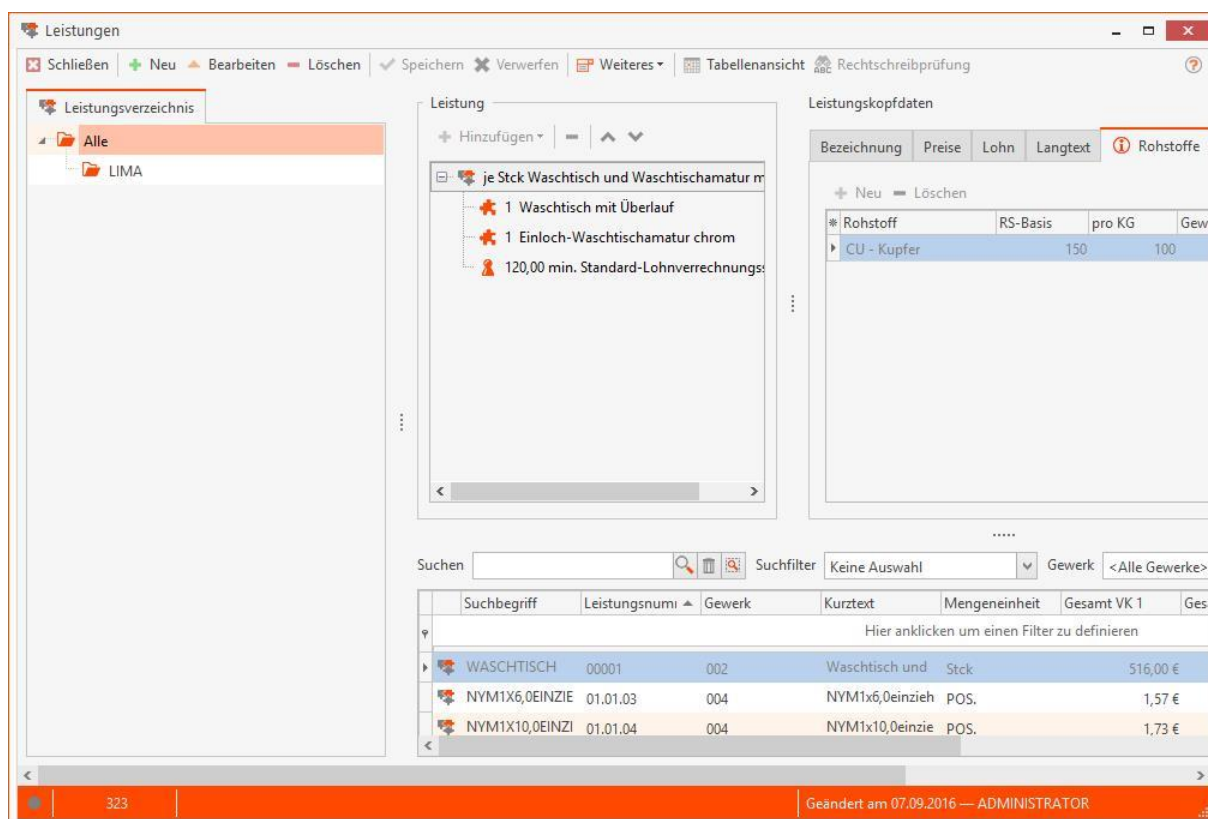 Leistungen
Schließen Neu Bearbeiten Löschen Speichern Verwerfen Weiteres Tabellenansicht Rechtschreibprüfung
Leistungsverzeichnis
Alle
LIMA
Leistung
Hinzufügen
je Stck Waschtisch und Waschtischamatur m
1 Waschtisch mit Überlauf
1 Einloch-Waschtischamatur chrom
120,00 min. Standard-Lohnverrechnungs
Leistungskopfdaten
Bezeichnung Preise Lohn Langtext Rohstoffe
Neu Löschen
Rohstoff RS-Basis pro KG Gew
CU - Kupfer 150 100
Suchen Suchfilter Keine Auswahl Gewerk <Alle Gewerke>
Suchbegriff Leistungsnum Gewerk Kurztext Mengeneinheit Gesamt VK 1 Ges
Hier anklicken um einen Filter zu definieren
WASCHTISCH 00001 002 Waschtisch und Stck 516,00 €
NYM1X6,0EINZIE 01.01.03 004 NYM1x6,0einzieh POS. 1,57 €
NYM1X10,0EINZI 01.01.04 004 NYM1x10,0einzie POS. 1,73 €
323 Geändert am 07.09.2016 — ADMINISTRATOR